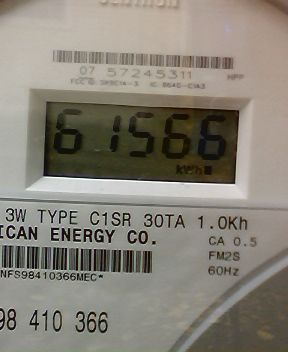 07 57245311 HPP
61566
kWh
3W TYPE C1SR 30TA 1.0Kh
ICAN ENERGY CO. CA 0.5
FM2S
NFS98410366MEC* 60Hz
98 410 366